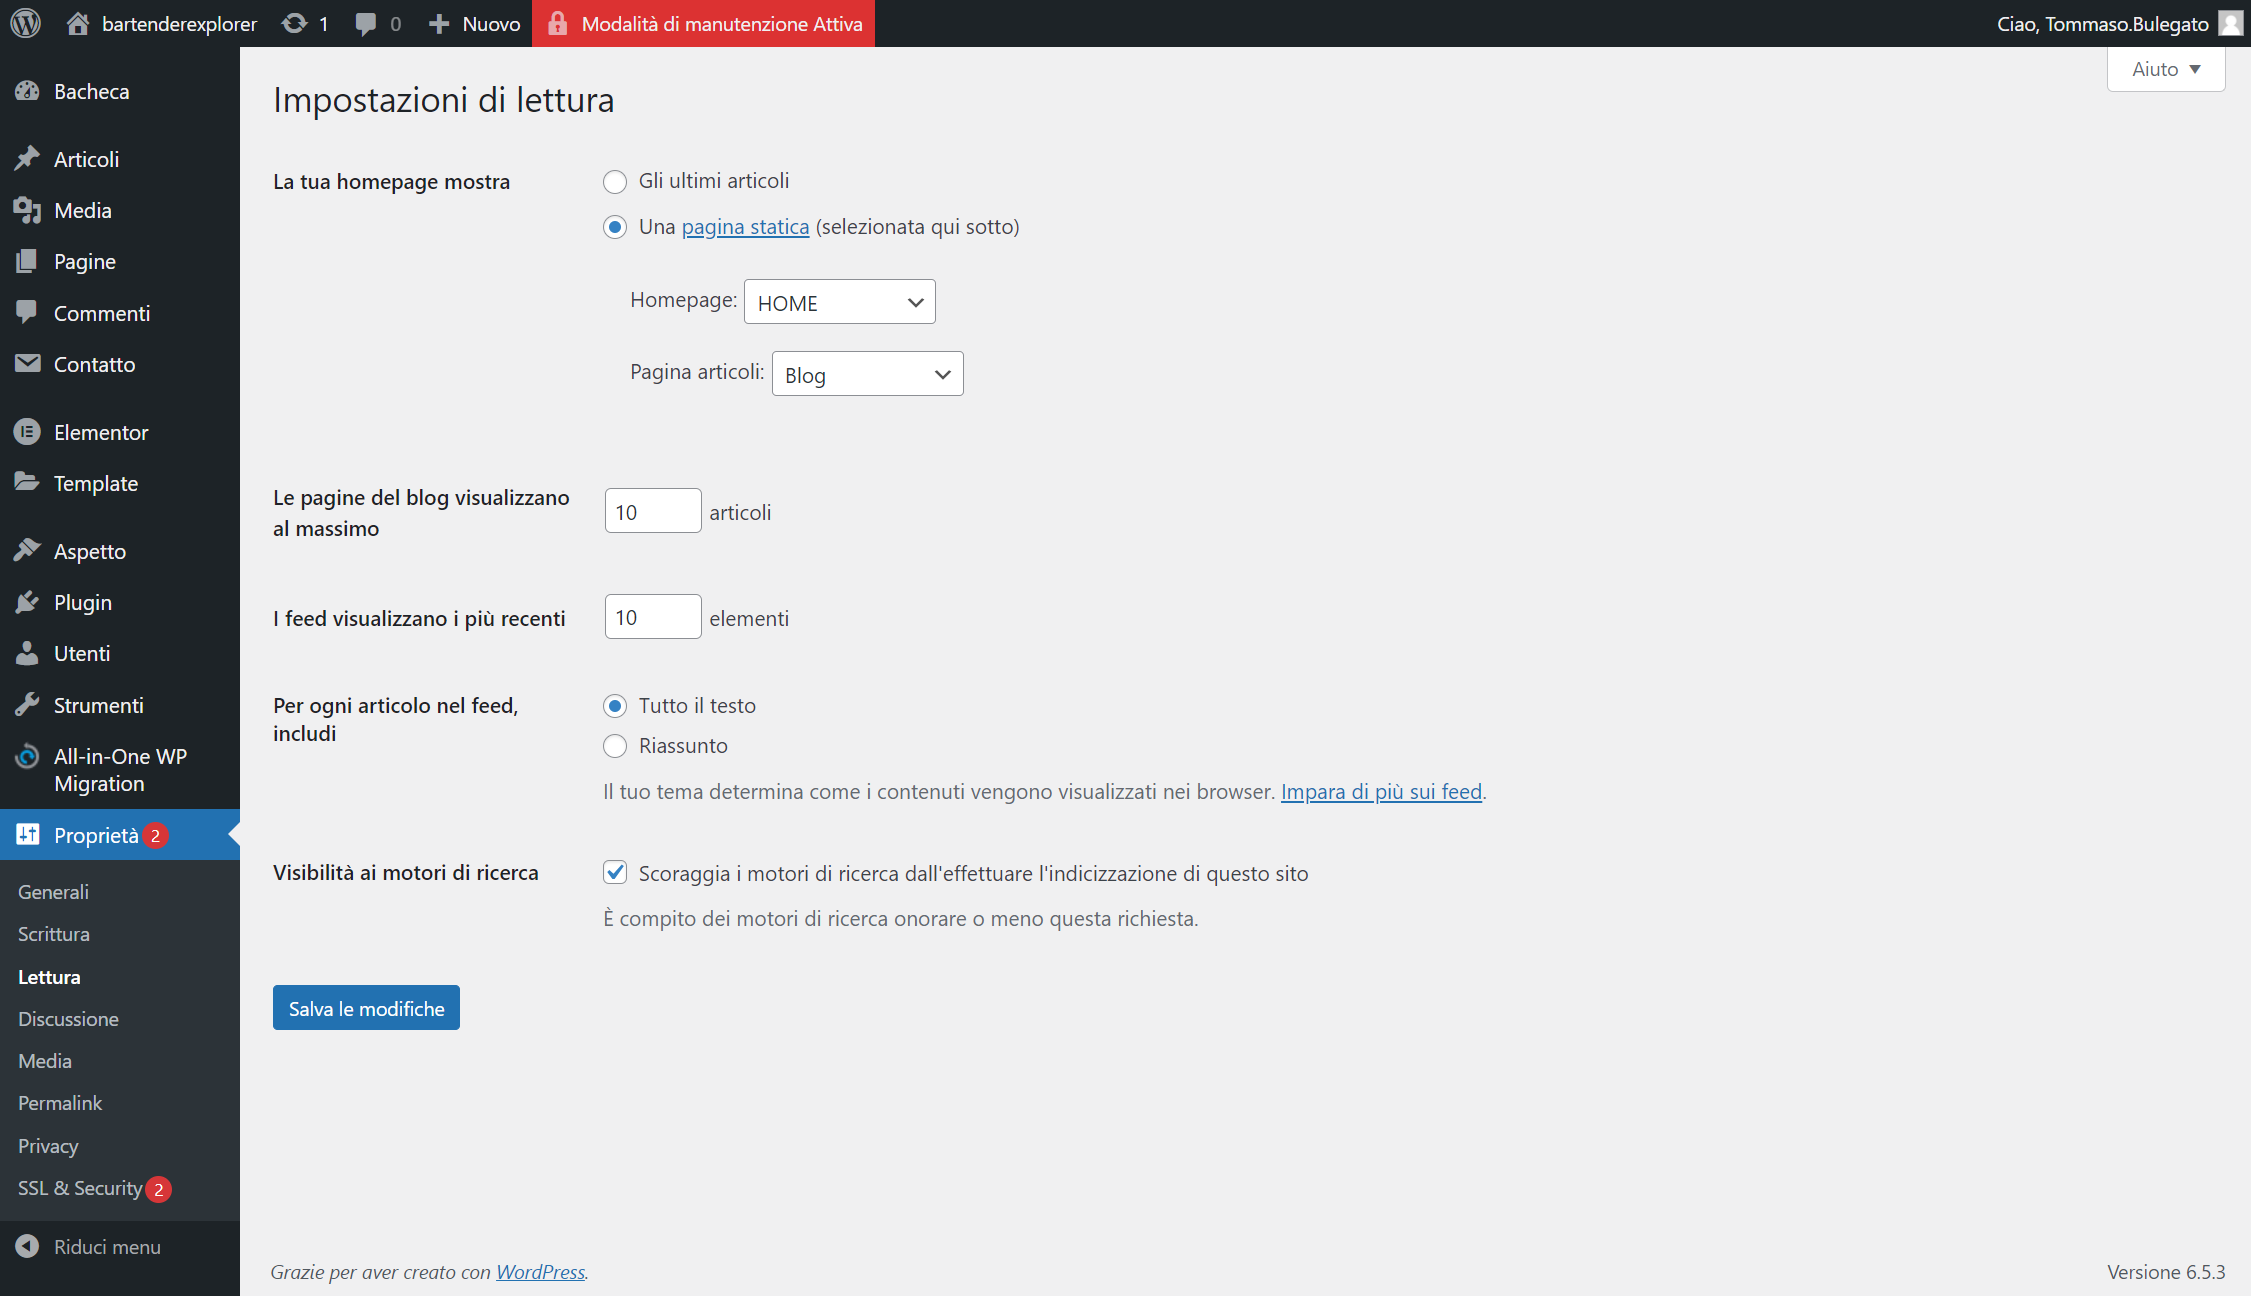 bartenderexplorer 1 0 Nuovo Modalità di manutenzione Attiva Ciao, Tommaso.Bulegato
Aiuto
Bacheca
Articoli
Media
Pagine
Commenti
Contatto
Elementor
Template
Aspetto
Plugin
Utenti
Strumenti
All-in-One WP
Migration
Proprietà 2
Generali
Scrittura
Lettura
Discussione
Media
Permalink
Privacy
SSL & Security 2
Riduci menu
Impostazioni di lettura
La tua homepage mostra
Gli ultimi articoli
Una pagina statica (selezionata qui sotto)
Homepage: HOME
Pagina articoli: Blog
Le pagine del blog visualizzano
al massimo
10 articoli
I feed visualizzano i più recenti
10 elementi
Per ogni articolo nel feed,
includi
Tutto il testo
Riassunto
Il tuo tema determina come i contenuti vengono visualizzati nei browser. Impara di più sui feed.
Visibilità ai motori di ricerca
Scoraggia i motori di ricerca dall'effettuare l'indicizzazione di questo sito
È compito dei motori di ricerca onorare o meno questa richiesta.
Salva le modifiche
Grazie per aver creato con WordPress.
Versione 6.5.3